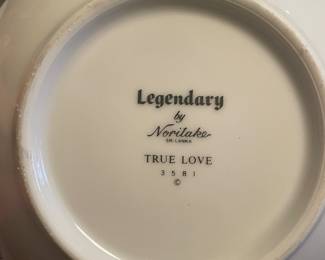 Legendary
by
Noritake
SRI LANKA
TRUE LOVE
3581
©